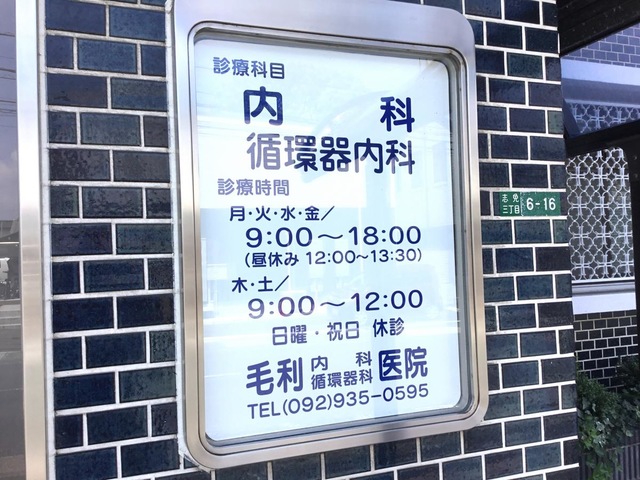 診療科目
内科
循環器内科
診療時間
月・火・水・金／
9:00～18:00
(昼休み 12:00～13:30)
木・土／
9:00～12:00
日曜・祝日 休診
毛利 内科 循環器科 医院
TEL(092)935-0595
志免
三丁目 6-16